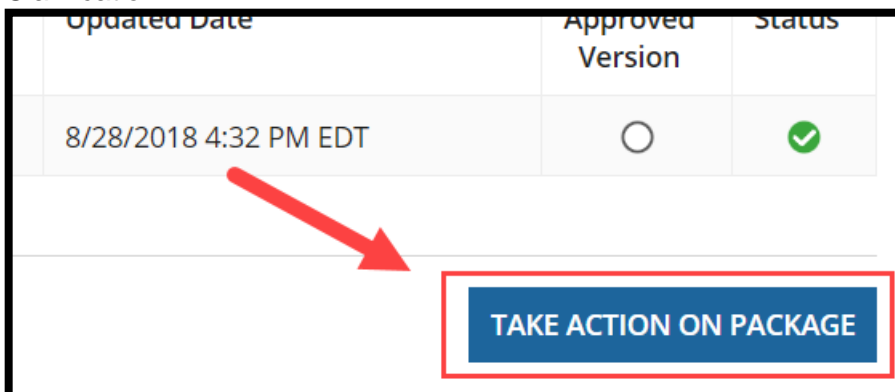 Updated Date
Approved
Version
Status
8/28/2018 4:32 PM EDT
TAKE ACTION ON PACKAGE